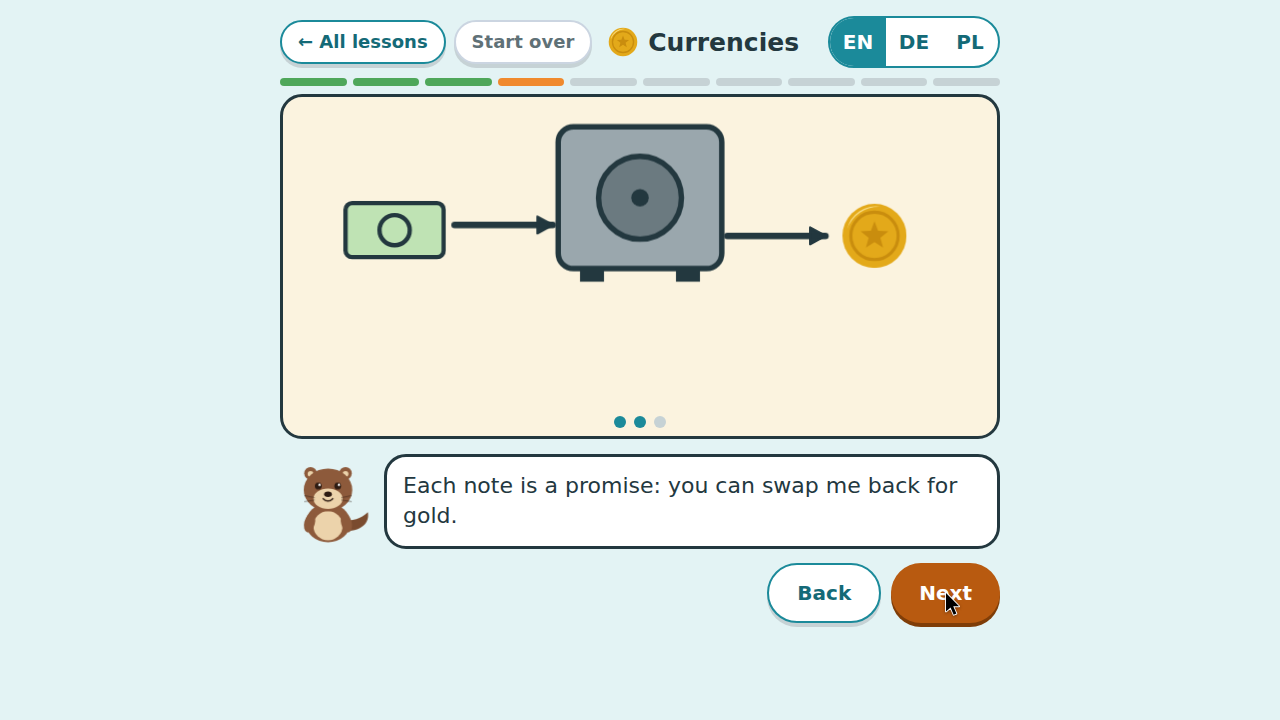 ← All lessons
Start over
Currencies
EN DE PL
Each note is a promise: you can swap me back for
gold.
Back
Next